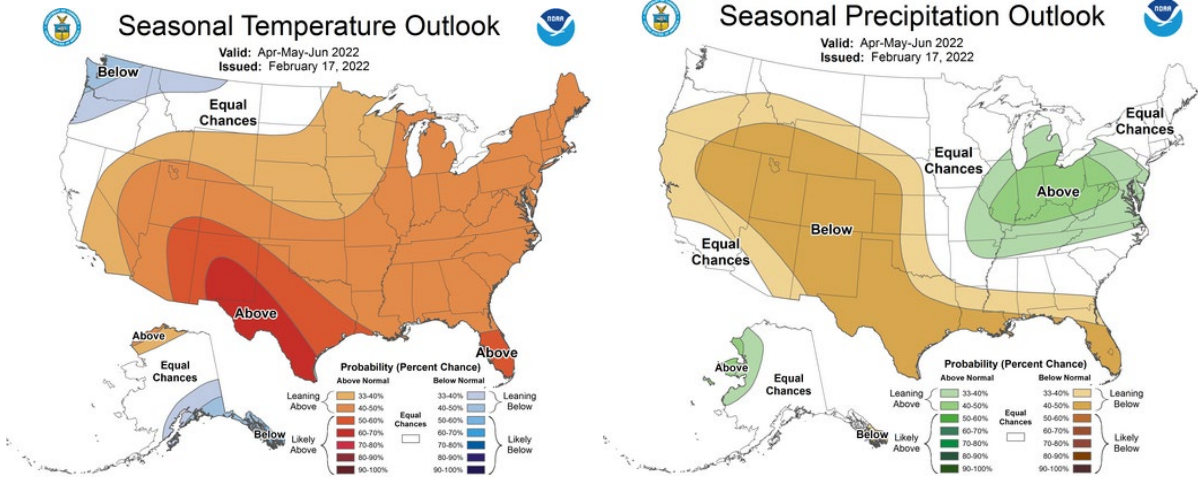 Seasonal Temperature Outlook
Valid: Apr-May-Jun 2022
Issued: February 17, 2022
NOAA
Below
Equal
Chances
Above
Above
Above
Equal
Chances
Below
Probability (Percent Chance)
Above Normal
Below Normal
Leaning
Above
33-40%
40-50%
Equal
Chances
33-40%
40-50%
Leaning
Below
Likely
Above
50-60%
60-70%
70-80%
80-90%
90-100%
50-60%
60-70%
70-80%
80-90%
90-100%
Likely
Below
Seasonal Precipitation Outlook
Valid: Apr-May-Jun 2022
Issued: February 17, 2022
NOAA
Equal
Chances
Equal
Chances
Above
Below
Equal
Chances
Above
Equal
Chances
Below
Probability (Percent Chance)
Above Normal
Below Normal
Leaning
Above
33-40%
40-50%
Equal
Chances
33-40%
40-50%
Leaning
Below
Likely
Above
50-60%
60-70%
70-80%
80-90%
90-100%
50-60%
60-70%
70-80%
80-90%
90-100%
Likely
Below